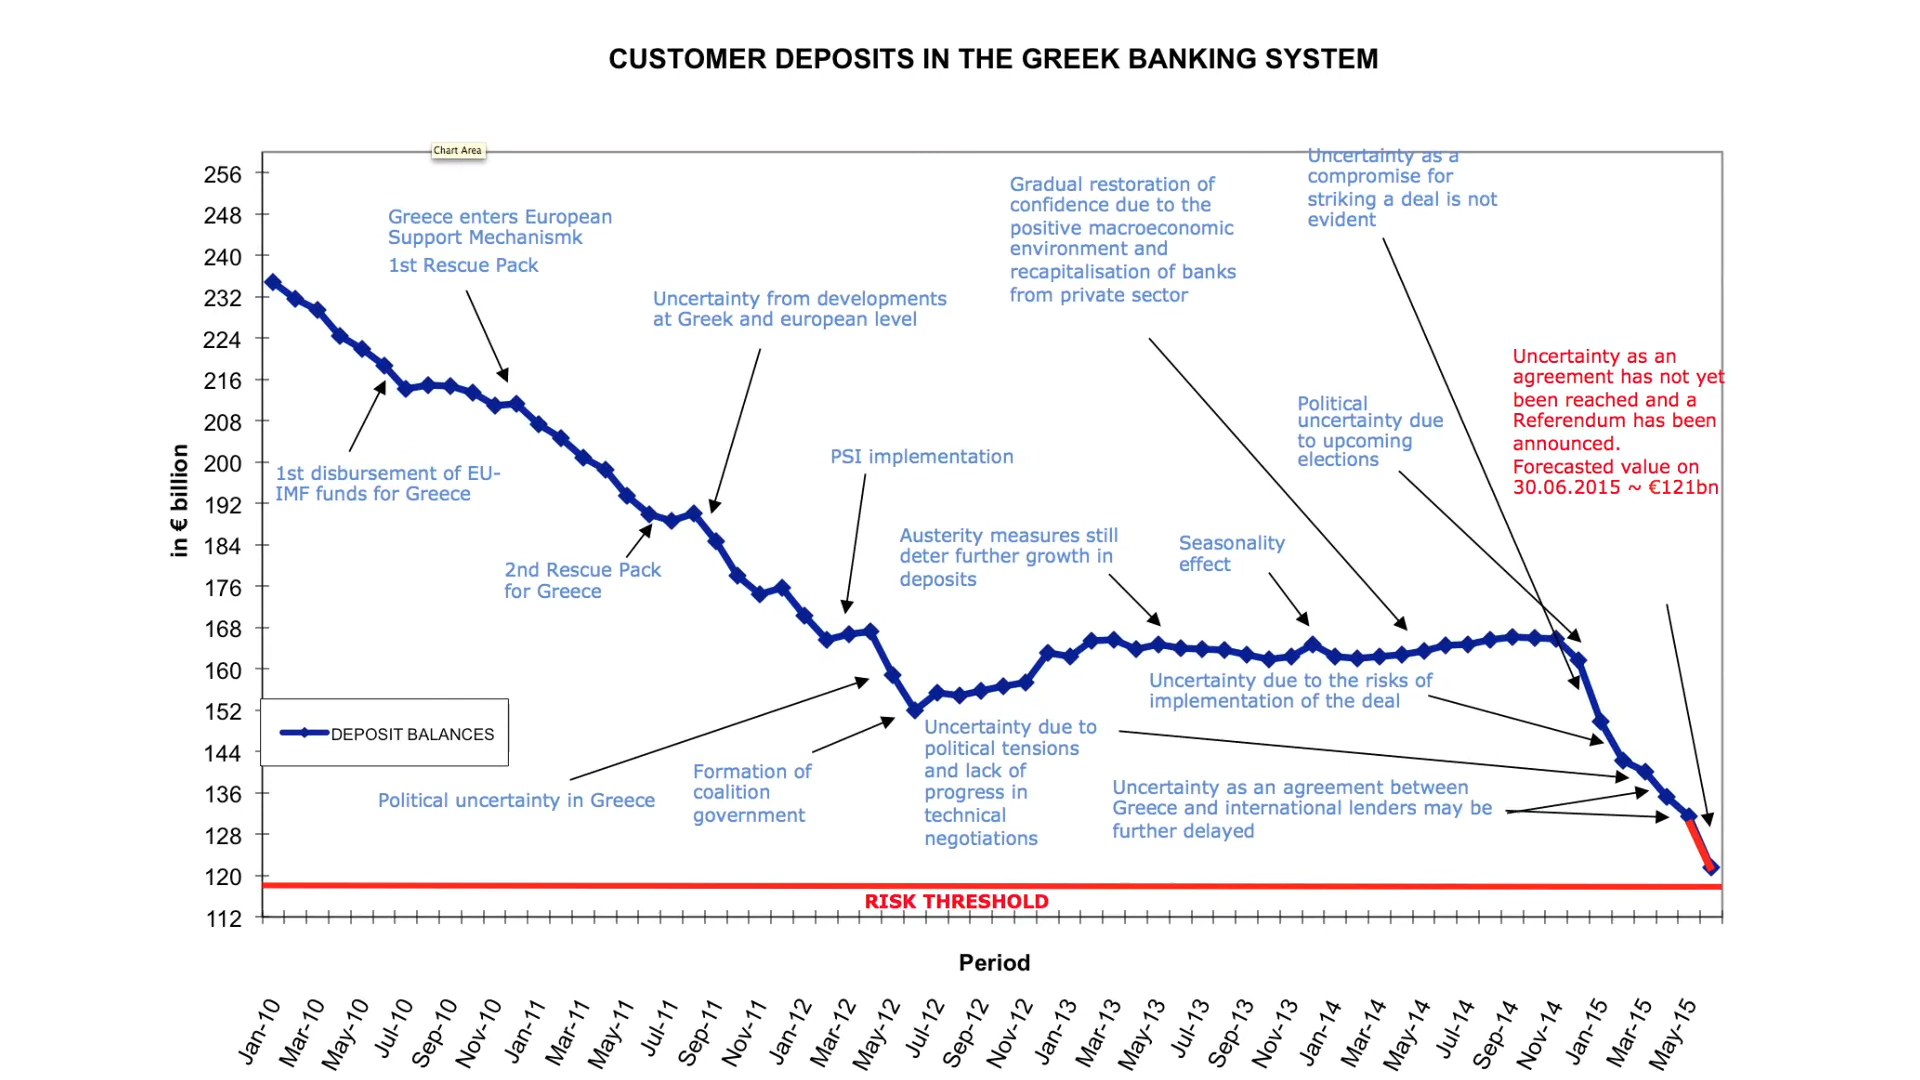 CUSTOMER DEPOSITS IN THE GREEK BANKING SYSTEM
Chart Area
in € billion
256
248
240
232
224
216
208
200
192
184
176
168
160
152
144
136
128
120
112
Greece enters European
Support Mechanismk
1st Rescue Pack
1st disbursement of EU-
IMF funds for Greece
Uncertainty from developments
at Greek and european level
2nd Rescue Pack
for Greece
PSI implementation
Political uncertainty in Greece
Formation of
coalition
government
Austerity measures still
deter further growth in
deposits
Gradual restoration of
confidence due to the
positive macroeconomic
environment and
recapitalisation of banks
from private sector
Seasonality
effect
Uncertainty as a
compromise for
striking a deal is not
evident
Political
uncertainty due
to upcoming
elections
Uncertainty as an
agreement has not yet
been reached and a
Referendum has been
announced.
Forecasted value on
30.06.2015 ~ €121bn
Uncertainty due to the risks of
implementation of the deal
Uncertainty due to
political tensions
and lack of
progress in
technical
negotiations
Uncertainty as an agreement between
Greece and international lenders may be
further delayed
DEPOSIT BALANCES
RISK THRESHOLD
Period
Jan-10
Mar-10
May-10
Jul-10
Sep-10
Nov-10
Jan-11
Mar-11
May-11
Jul-11
Sep-11
Nov-11
Jan-12
Mar-12
May-12
Jul-12
Sep-12
Nov-12
Jan-13
Mar-13
May-13
Jul-13
Sep-13
Nov-13
Jan-14
Mar-14
May-14
Jul-14
Sep-14
Nov-14
Jan-15
Mar-15
May-15